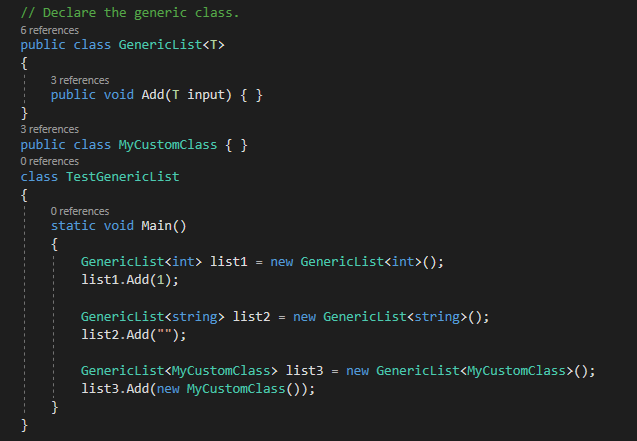 // Declare the generic class.
6 references
public class GenericList<T>
{
3 references
public void Add(T input) { }
}
3 references
public class MyCustomClass { }
0 references
class TestGenericList
{
0 references
static void Main()
{
GenericList<int> list1 = new GenericList<int>();
list1.Add(1);
GenericList<string> list2 = new GenericList<string>();
list2.Add("");
GenericList<MyCustomClass> list3 = new GenericList<MyCustomClass>();
list3.Add(new MyCustomClass());
}
}